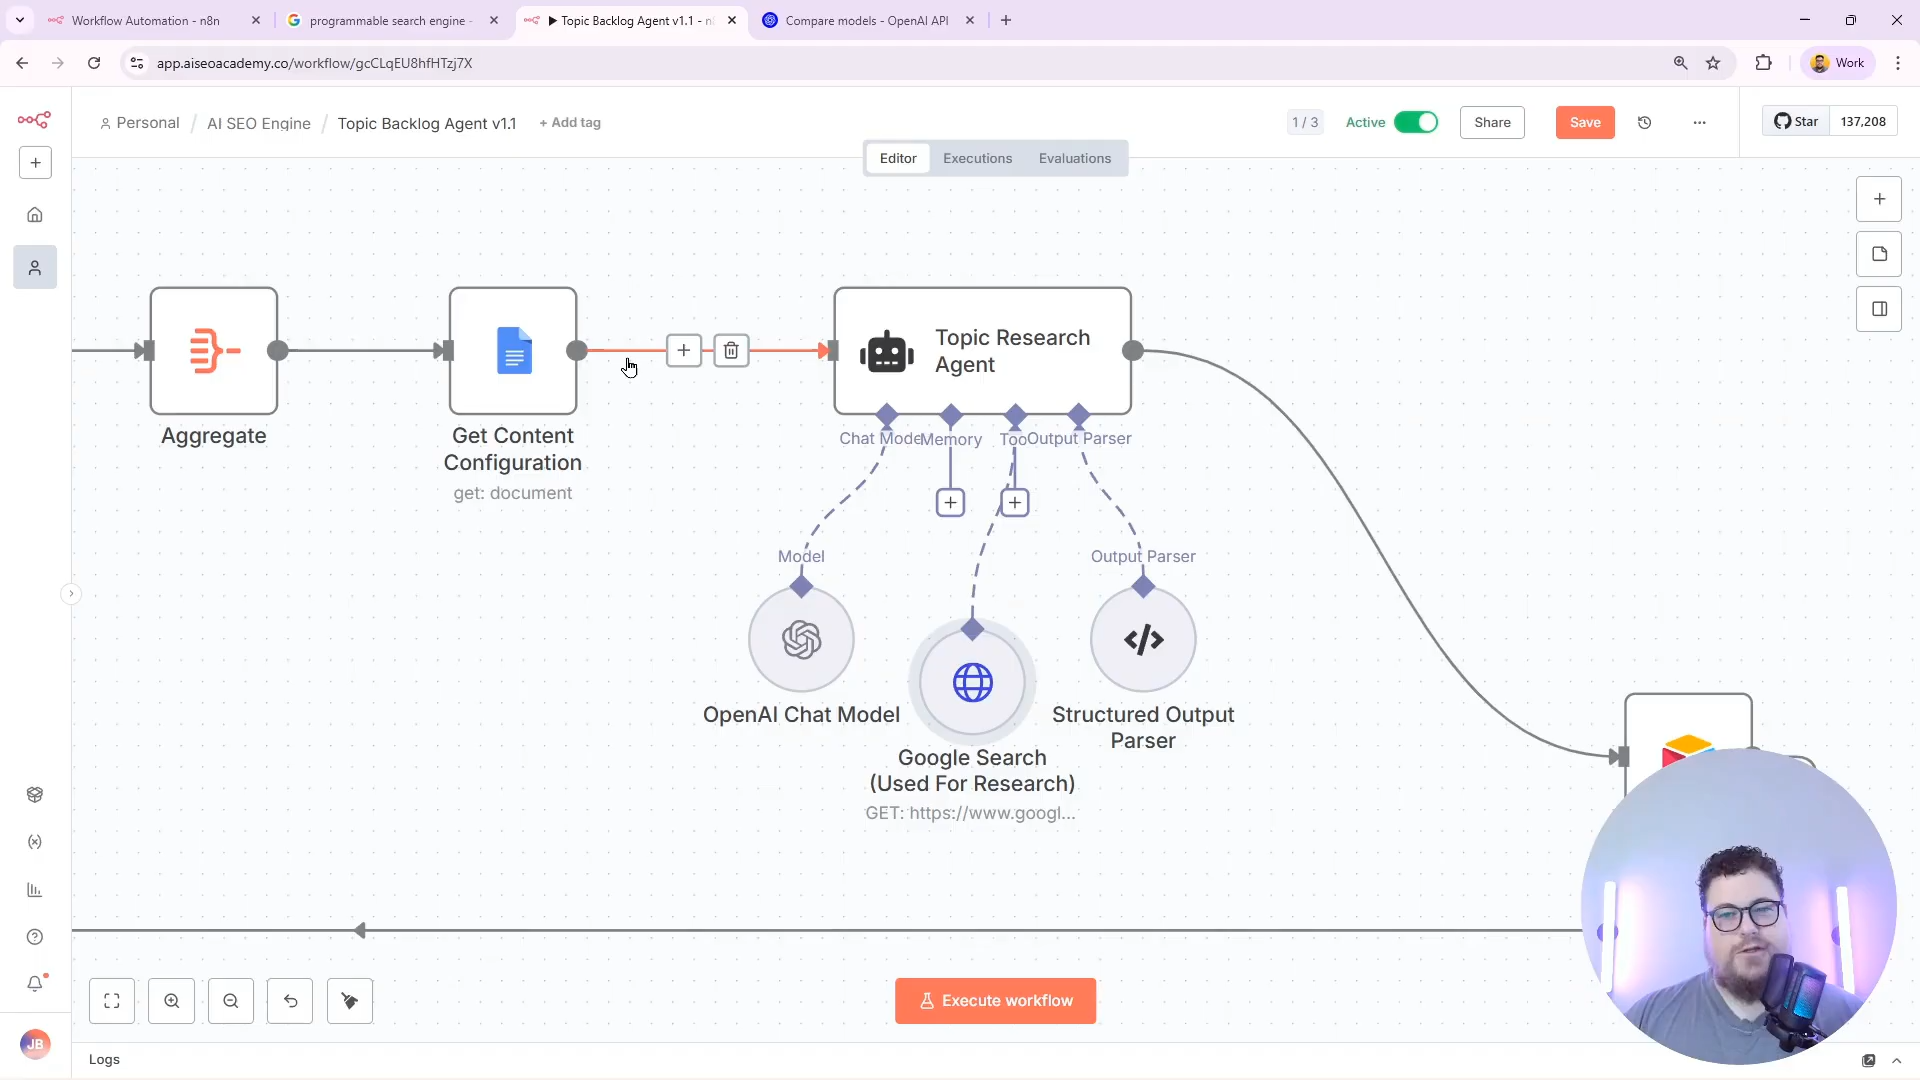 Workflow Automation - n8n
programmable search engine -
▶ Topic Backlog Agent v1.1 - n
Compare models - OpenAI API
app.aiseoacademy.co/workflow/gcCLqEU8hfHTzj7X
Work
Personal / AI SEO Engine / Topic Backlog Agent v1.1 + Add tag
1 / 3
Active
Share
Save
Star 137,208
Editor Executions Evaluations
Topic Research
Agent
Chat Mode
Memory
Too
Output Parser
Aggregate
Get Content
Configuration
get: document
Model
Output Parser
OpenAI Chat Model
Structured Output
Parser
Google Search
(Used For Research)
GET: https://www.googl...
Execute workflow
JB
Logs